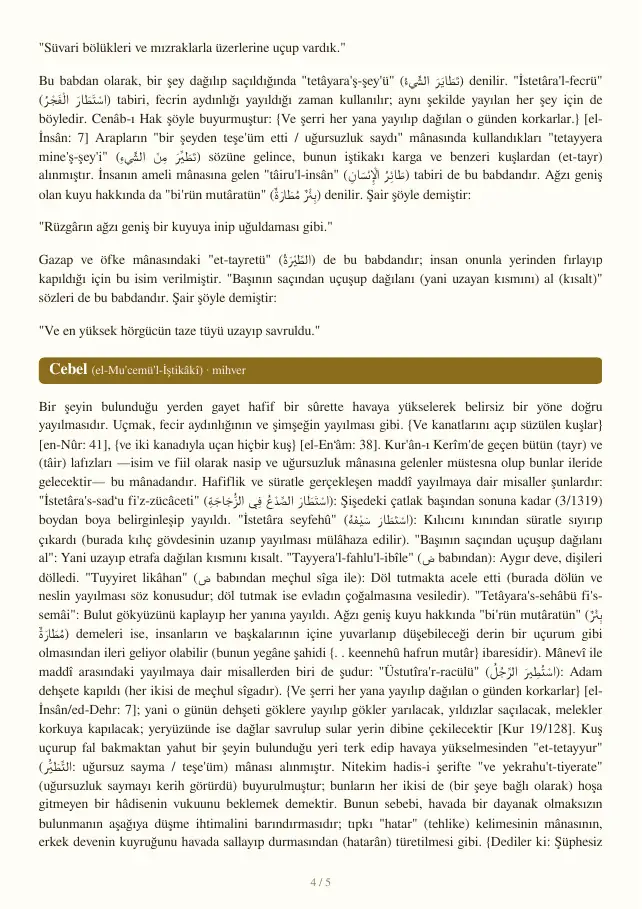 "Süvari bölükleri ve mızraklarla üzerlerine uçup vardık."
Bu babdan olarak, bir şey dağılıp saçıldığında "tetâyara'ş-şey'ü" (تَطَايَرَ الشَّيْءُ) denilir. "İstetâra'l-fecrü"
(اسْتَطَارَ الْفَجْرُ) tabiri, fecrin aydınlığı yayıldığı zaman kullanılır; aynı şekilde yayılan her şey için de
böyledir. Cenâb-ı Hak şöyle buyurmuştur: {Ve şerri her yana yayılıp dağılan o günden korkarlar.} [el-
İnsân: 7] Arapların "bir şeyden teşe'üm etti / uğursuzluk saydı" mânasında kullandıkları "tetayyera
mine'ş-şey'i" (تَطَيَّرَ مِنَ الشَّيْءِ) sözüne gelince, bunun iştikakı karga ve benzeri kuşlardan (et-tayr)
alınmıştır. İnsanın ameli mânasına gelen "tâiru'l-insân" (طَائِرُ الْإِنْسَانِ) tabiri de bu babdandır. Ağzı geniş
olan kuyu hakkında da "bi'rün mutâratün" (بِئْرٌ مُطَارَةٌ) denilir. Şair şöyle demiştir:
"Rüzgârın ağzı geniş bir kuyuya inip uğuldaması gibi."
Gazap ve öfke mânasındaki "et-tayretü" (الطَّيْرَةُ) de bu babdandır; insan onunla yerinden fırlayıp
kapıldığı için bu isim verilmiştir. "Başının saçından uçuşup dağılanı (yani uzayan kısmını) al (kısalt)"
sözleri de bu babdandır. Şair şöyle demiştir:
"Ve en yüksek hörgücün taze tüyü uzayıp savruldu."
Cebel (el-Mu'cemü'l-İştikâkî) · mihver
Bir şeyin bulunduğu yerden gayet hafif bir sûrette havaya yükselerek belirsiz bir yöne doğru
yayılmasıdır. Uçmak, fecir aydınlığının ve şimşeğin yayılması gibi. {Ve kanatlarını açıp süzülen kuşlar}
[en-Nûr: 41], {ve iki kanadıyla uçan hiçbir kuş} [el-En'âm: 38]. Kur'ân-ı Kerîm'de geçen bütün (tayr) ve
(tâir) lafızları —isim ve fiil olarak nasip ve uğursuzluk mânasına gelenler müstesna olup bunlar ileride
gelecektir— bu mânadandır. Hafiflik ve süratle gerçekleşen maddî yayılmaya dair misaller şunlardır:
"İstetâra's-sad‘u fi'z-zücâceti" (اسْتَطَارَ الصَّدْعُ فِي الزُّجَاجَةِ): Şişedeki çatlak başından sonuna kadar (3/1319)
boydan boya belirginleşip yayıldı. "İstetâra seyfehû" (اسْتَطَارَ سَيْفَهُ): Kılıcını kınından süratle sıyırıp
çıkardı (burada kılıç gövdesinin uzanıp yayılması mülâhaza edilir). "Başının saçından uçuşup dağılanı
al": Yani uzayıp etrafa dağılan kısmını kısalt. "Tayyera'l-fahlu'l-ibîle" (ض babından): Aygır deve, dişileri
dölledi. "Tuyyiret likâhan" (ض babından meçhul sîga ile): Döl tutmakta acele etti (burada dölün ve
neslin yayılması söz konusudur; döl tutmak ise evladın çoğalmasına vesiledir). "Tetâyara's-sehâbü fi's-
semâi": Bulut gökyüzünü kaplayıp her yanına yayıldı. Ağzı geniş kuyu hakkında "bi'rün mutâratün" (بِئْرٌ
مُطَارَةٌ) demeleri ise, insanların ve başkalarının içine yuvarlanıp düşebileceği derin bir uçurum gibi
olmasından ileri geliyor olabilir (bunun yegâne şahidi {. . keennehu hafrun mutâr} ibaresidir). Mânevî ile
maddî arasındaki yayılmaya dair misallerden biri de şudur: "Üstutîra'r-racülü" (اسْتُطِيرَ الرَّجُلُ): Adam
dehşete kapıldı (her ikisi de meçhul sîgadır). {Ve şerri her yana yayılıp dağılan o günden korkarlar} [el-
İnsân/ed-Dehr: 7]; yani o günün dehşeti göklere yayılıp gökler yarılacak, yıldızlar saçılacak, melekler
korkuya kapılacak; yeryüzünde ise dağlar savrulup sular yerin dibine çekilecektir [Kur 19/128]. Kuş
uçurup fal bakmaktan yahut bir şeyin bulunduğu yeri terk edip havaya yükselmesinden "et-tetayyur"
(التَّطَيُّرُ: uğursuz sayma / teşe'üm) mânası alınmıştır. Nitekim hadis-i şerifte "ve yekrahu't-tiyerate"
(uğursuzluk saymayı kerih görürdü) buyurulmuştur; bunların her ikisi de (bir şeye bağlı olarak) hoşa
gitmeyen bir hâdisenin vukuunu beklemek demektir. Bunun sebebi, havada bir dayanak olmaksızın
bulunmanın aşağıya düşme ihtimalini barındırmasıdır; tıpkı "hatar" (tehlike) kelimesinin mânasının,
erkek devenin kuyruğunu havada sallayıp durmasından (hatarân) türetilmesi gibi. {Dediler ki: Şüphesiz
4 / 5